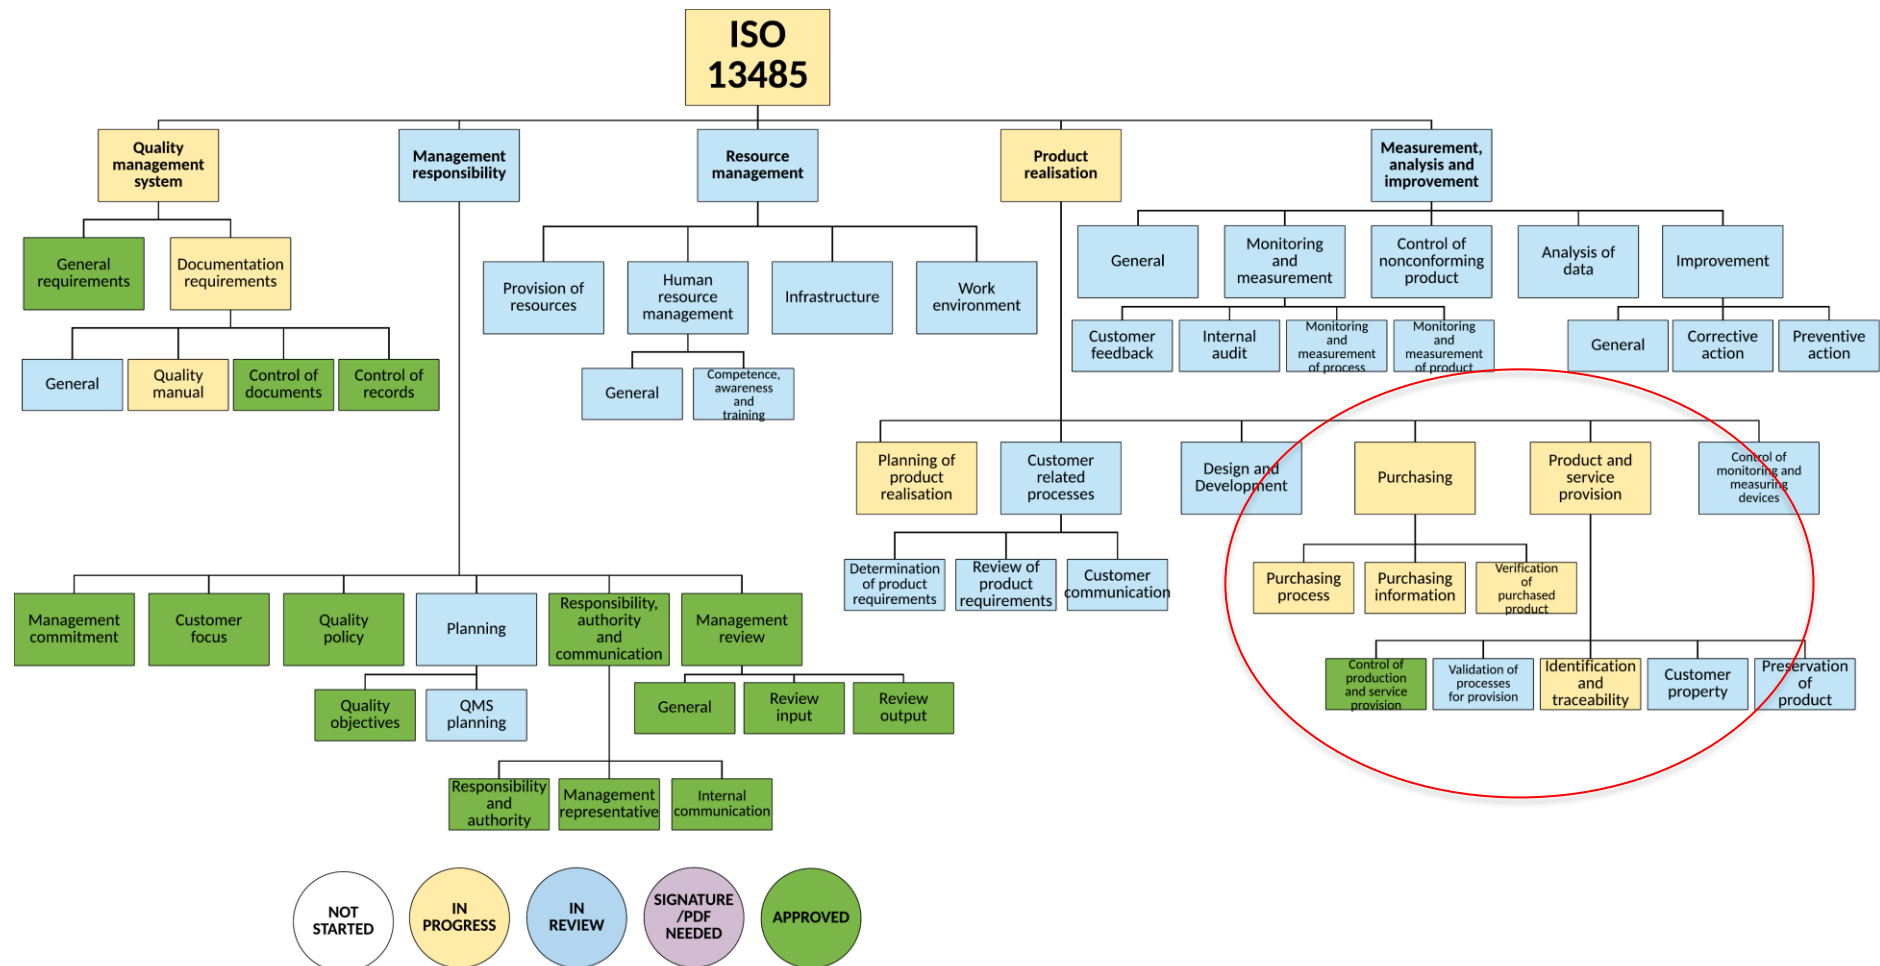 ISO
13485
Quality
management
system
Management
responsibility
Resource
management
Product
realisation
Measurement,
analysis and
improvement
General
requirements
Documentation
requirements
General
Quality
manual
Control of
documents
Control of
records
Provision of
resources
Human
resource
management
Infrastructure
Work
environment
General
Competence,
awareness
and
training
General
Monitoring
and
measurement
Control of
nonconforming
product
Analysis of
data
Improvement
Customer
feedback
Internal
audit
Monitoring
and
measurement
of process
Monitoring
and
measurement
of product
General
Corrective
action
Preventive
action
Planning of
product
realisation
Customer
related
processes
Design and
Development
Purchasing
Product and
service
provision
Control of
monitoring and
measuring
devices
Determination
of product
requirements
Review of
product
requirements
Customer
communication
Purchasing
process
Purchasing
information
Verification
of
purchased
product
Control of
production
and service
provision
Validation of
processes
for provision
Identification
and
traceability
Customer
property
Preservation
of
product
Management
commitment
Customer
focus
Quality
policy
Planning
Responsibility,
authority
and
communication
Management
review
Quality
objectives
QMS
planning
General
Review
input
Review
output
Responsibility
and
authority
Management
representative
Internal
communication
NOT
STARTED
IN
PROGRESS
IN
REVIEW
SIGNATURE
/PDF
NEEDED
APPROVED